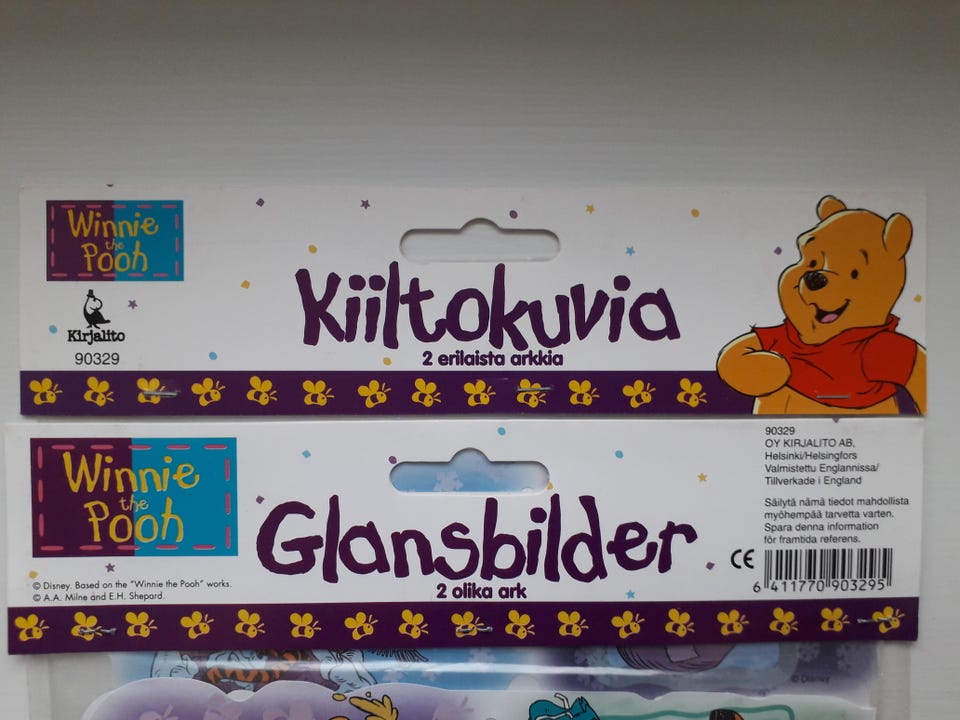 Winnie
the
Pooh
Kirjalito
90329
Kiiltokuvia
2 erilaista arkkia
Winnie
the
Pooh
© Disney. Based on the "Winnie the Pooh" works.
© A.A. Milne and E.H. Shepard.
Glansbilder
2 olika ark
90329
OY KIRJALITO AB,
Helsinki/Helsingfors
Valmistettu Englannissa/
Tillverkade i England
Säilytä nämä tiedot mahdollista
myöhempää tarvetta varten.
Spara denna information
för framtida referens.
CE
6 411770 903295
© Disney